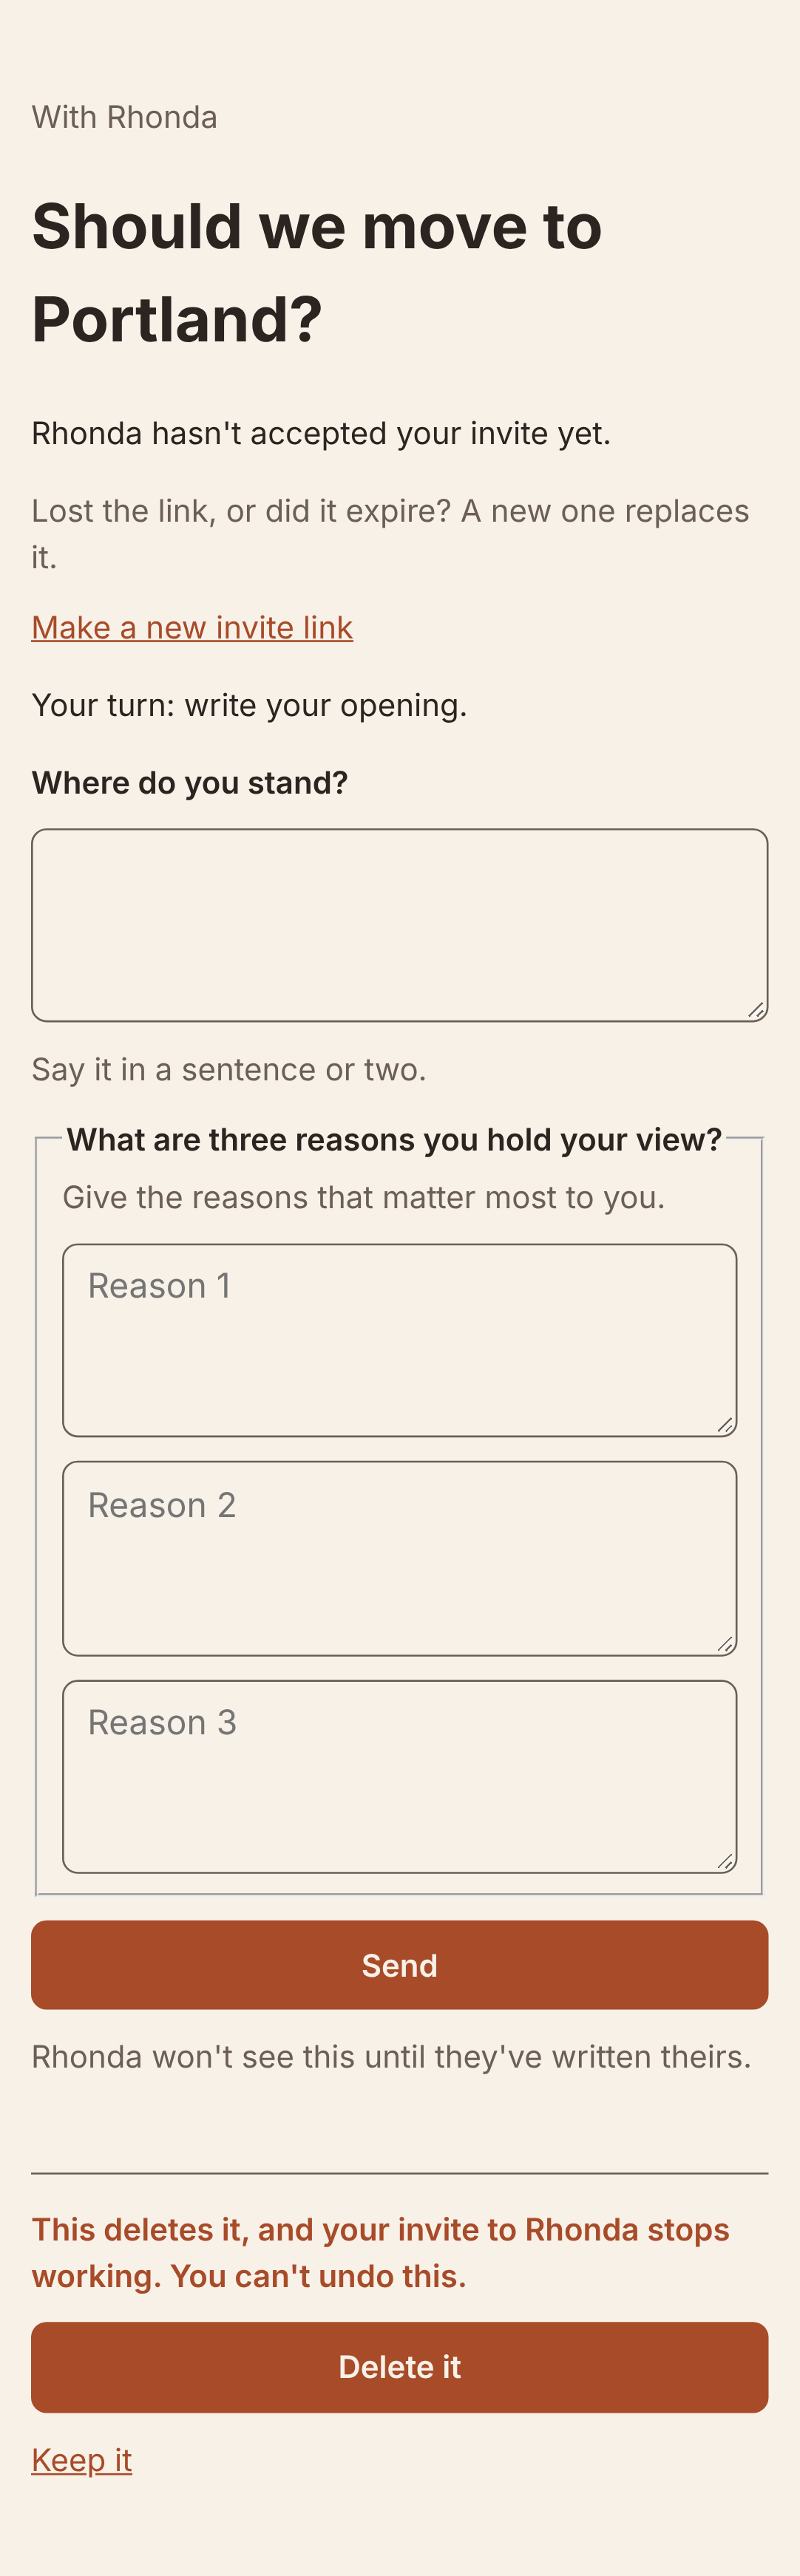 With Rhonda
Should we move to
Portland?
Rhonda hasn't accepted your invite yet.
Lost the link, or did it expire? A new one replaces
it.
Make a new invite link
Your turn: write your opening.
Where do you stand?
Say it in a sentence or two.
What are three reasons you hold your view?
Give the reasons that matter most to you.
Reason 1
Reason 2
Reason 3
Send
Rhonda won't see this until they've written theirs.
This deletes it, and your invite to Rhonda stops
working. You can't undo this.
Delete it
Keep it